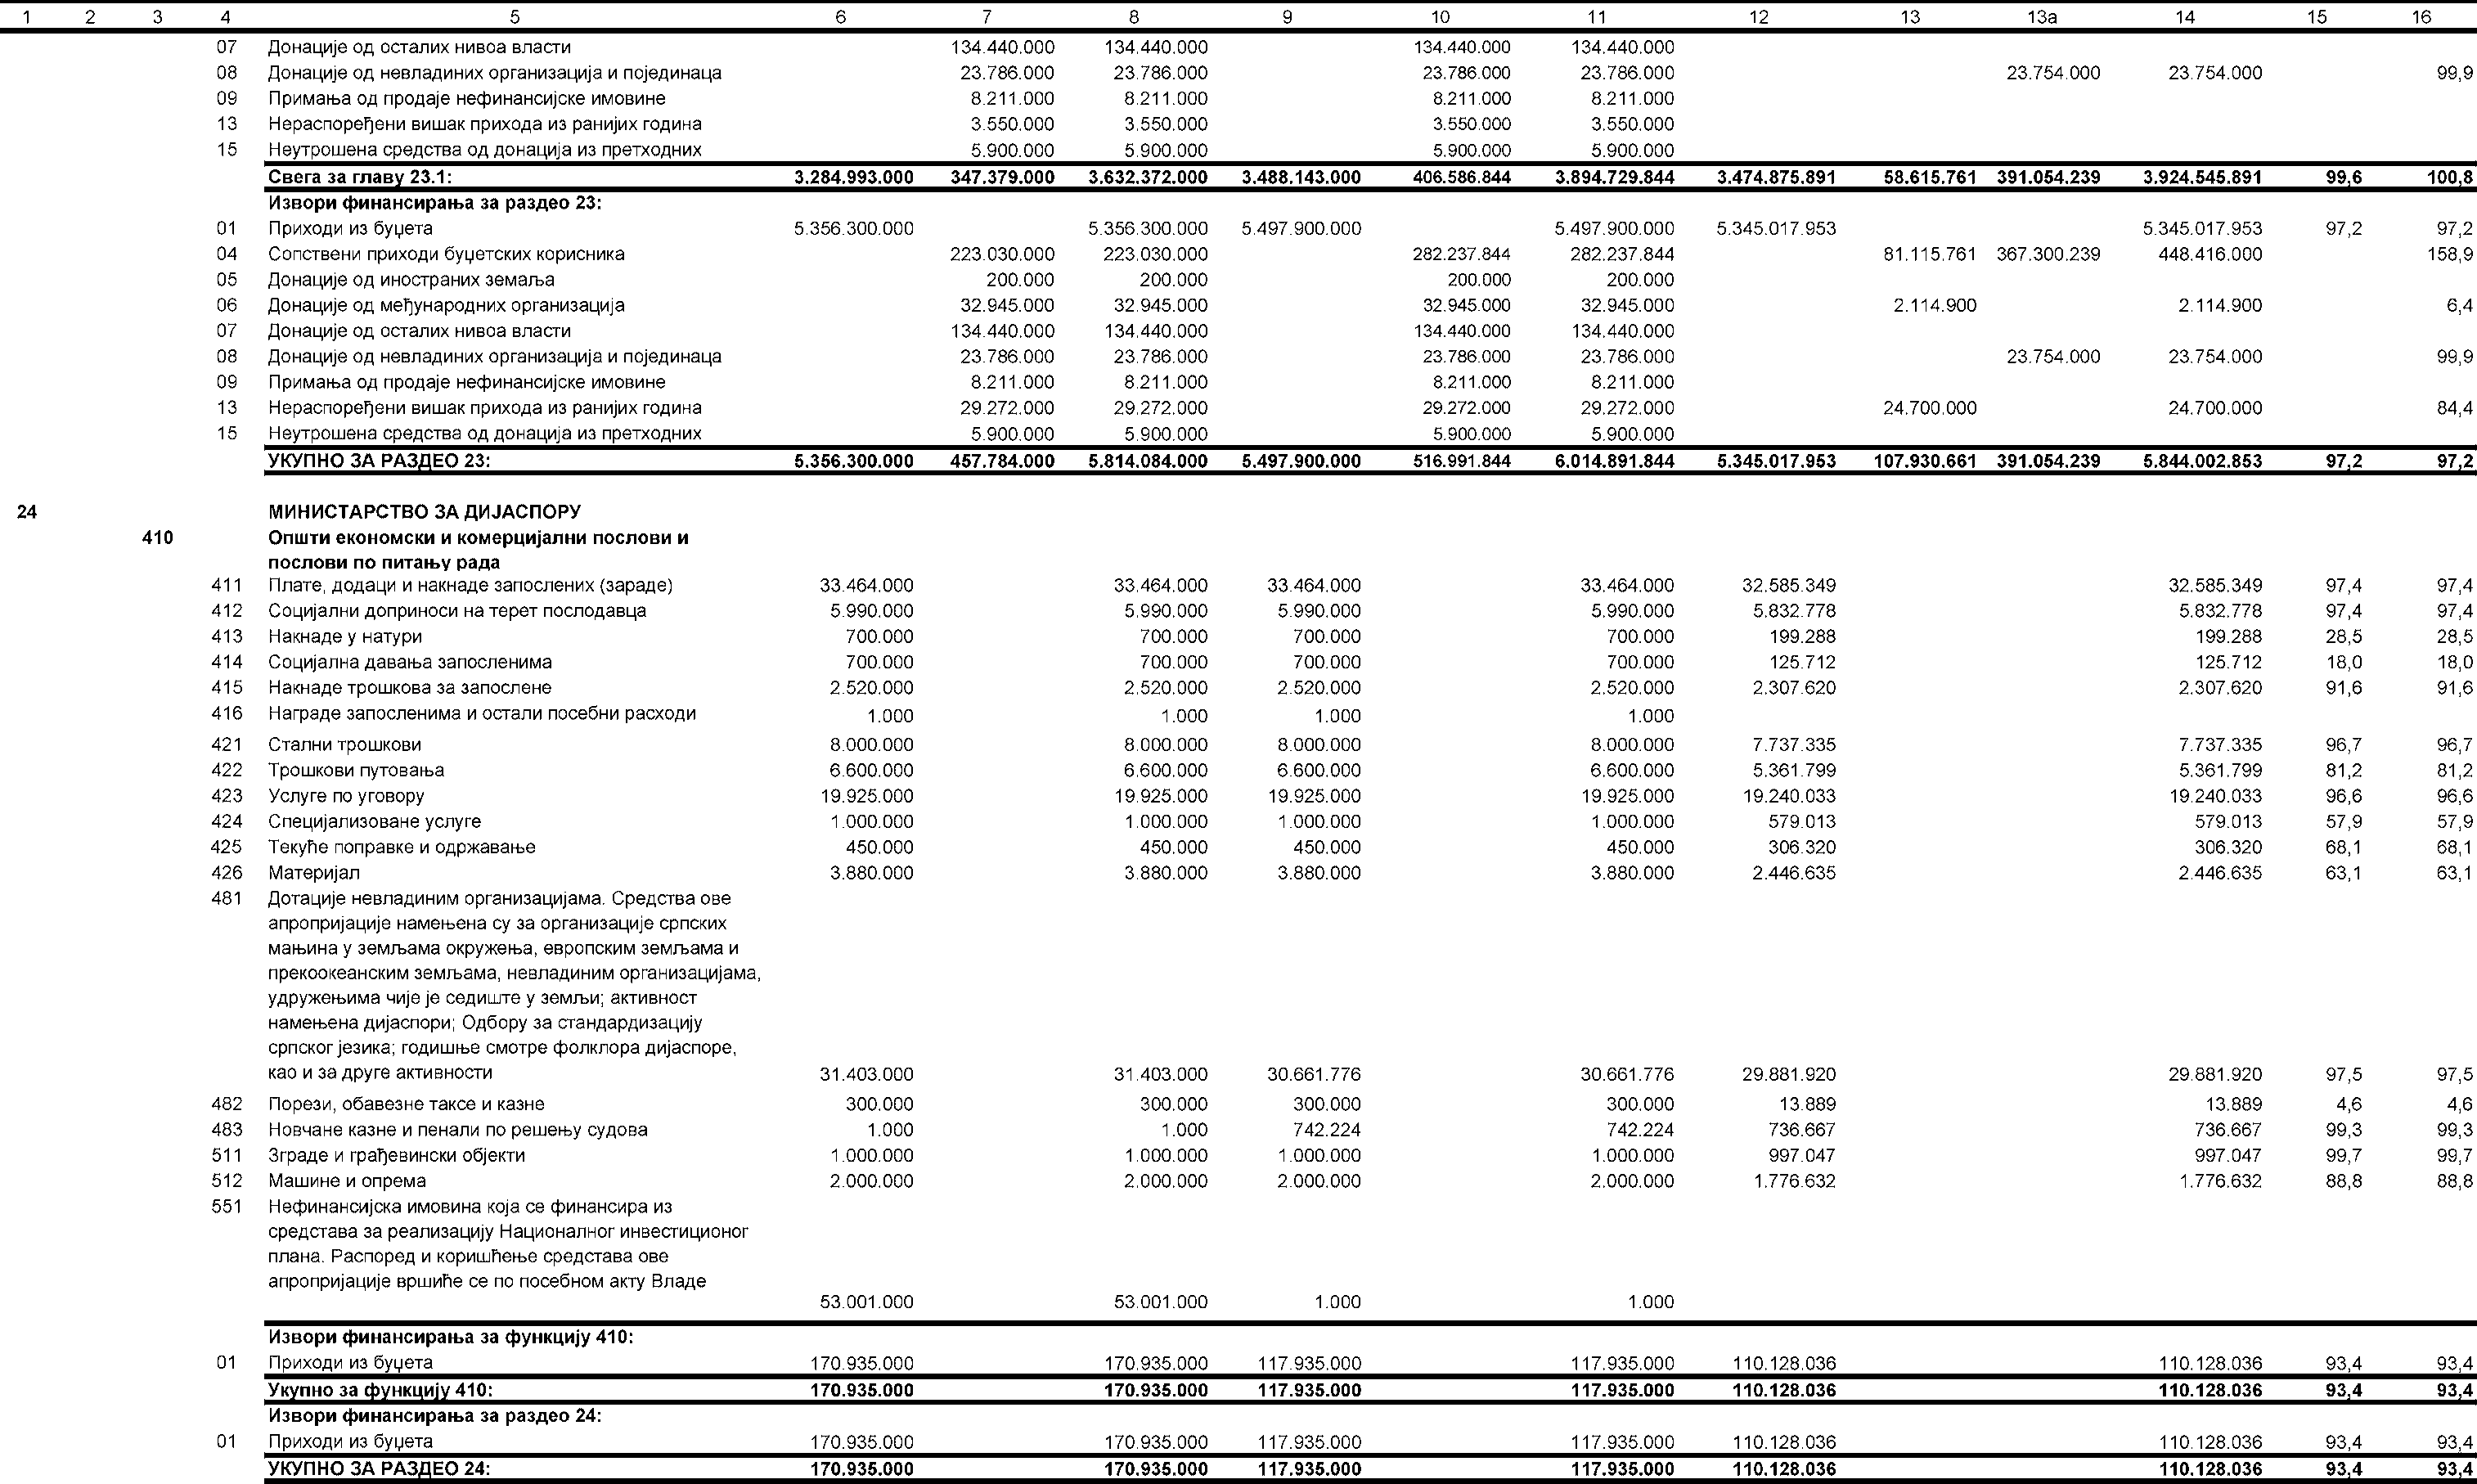 1 2 3 4 5 6 7 8 9 10 11 12 13 13а 14 15 16
07 Донације од осталих нивоа власти 134.440.000 134.440.000 134.440.000 134.440.000
08 Донације од невладиних организација и појединаца 23.786.000 23.786.000 23.786.000 23.786.000 23.754.000 23.754.000 99,9
09 Примања од продаје нефинансијске имовине 8.211.000 8.211.000 8.211.000 8.211.000
13 Нераспоређени вишак прихода из ранијих година 3.550.000 3.550.000 3.550.000 3.550.000
15 Неутрошена средства од донација из претходних 5.900.000 5.900.000 5.900.000 5.900.000
Свега за главу 23.1: 3.284.993.000 347.379.000 3.632.372.000 3.488.143.000 406.586.844 3.894.729.844 3.474.875.891 58.615.761 391.054.239 3.924.545.891 99,6 100,8
Извори финансирања за раздео 23:
01 Приходи из буџета 5.356.300.000 5.356.300.000 5.497.900.000 5.497.900.000 5.345.017.953 5.345.017.953 97,2 97,2
04 Сопствени приходи буџетских корисника 223.030.000 223.030.000 282.237.844 282.237.844 81.115.761 367.300.239 448.416.000 158,9
05 Донације од иностраних земаља 200.000 200.000 200.000 200.000
06 Донације од међународних организација 32.945.000 32.945.000 32.945.000 32.945.000 2.114.900 2.114.900 6,4
07 Донације од осталих нивоа власти 134.440.000 134.440.000 134.440.000 134.440.000
08 Донације од невладиних организација и појединаца 23.786.000 23.786.000 23.786.000 23.786.000 23.754.000 23.754.000 99,9
09 Примања од продаје нефинансијске имовине 8.211.000 8.211.000 8.211.000 8.211.000
13 Нераспоређени вишак прихода из ранијих година 29.272.000 29.272.000 29.272.000 29.272.000 24.700.000 24.700.000 84,4
15 Неутрошена средства од донација из претходних 5.900.000 5.900.000 5.900.000 5.900.000
УКУПНО ЗА РАЗДЕО 23: 5.356.300.000 457.784.000 5.814.084.000 5.497.900.000 516.991.844 6.014.891.844 5.345.017.953 107.930.661 391.054.239 5.844.002.853 97,2 97,2
24 МИНИСТАРСТВО ЗА ДИЈАСПОРУ
410 Општи економски и комерцијални послови и
послови по питању рада
411 Плате, додаци и накнаде запослених (зараде) 33.464.000 33.464.000 33.464.000 33.464.000 32.585.349 32.585.349 97,4 97,4
412 Социјални доприноси на терет послодавца 5.990.000 5.990.000 5.990.000 5.990.000 5.832.778 5.832.778 97,4 97,4
413 Накнаде у натури 700.000 700.000 700.000 700.000 199.288 199.288 28,5 28,5
414 Социјална давања запосленима 700.000 700.000 700.000 700.000 125.712 125.712 18,0 18,0
415 Накнаде трошкова за запослене 2.520.000 2.520.000 2.520.000 2.520.000 2.307.620 2.307.620 91,6 91,6
416 Награде запосленима и остали посебни расходи 1.000 1.000 1.000 1.000
421 Стални трошкови 8.000.000 8.000.000 8.000.000 8.000.000 7.737.335 7.737.335 96,7 96,7
422 Трошкови путовања 6.600.000 6.600.000 6.600.000 6.600.000 5.361.799 5.361.799 81,2 81,2
423 Услуге по уговору 19.925.000 19.925.000 19.925.000 19.925.000 19.240.033 19.240.033 96,6 96,6
424 Специјализоване услуге 1.000.000 1.000.000 1.000.000 1.000.000 579.013 579.013 57,9 57,9
425 Текуће поправке и одржавање 450.000 450.000 450.000 450.000 306.320 306.320 68,1 68,1
426 Материјал 3.880.000 3.880.000 3.880.000 3.880.000 2.446.635 2.446.635 63,1 63,1
481 Дотације невладиним организацијама. Средства ове
апропријације намењена су за организације српских
мањина у земљама окружења, европским земљама и
прекоокеанским земљама, невладиним организацијама,
удружењима чије је седиште у земљи; активност
намењена дијаспори; Одбору за стандардизацију
српског језика; годишње смотре фолклора дијаспоре,
као и за друге активности 31.403.000 31.403.000 30.661.776 30.661.776 29.881.920 29.881.920 97,5 97,5
482 Порези, обавезне таксе и казне 300.000 300.000 300.000 300.000 13.889 13.889 4,6 4,6
483 Новчане казне и пенали по решењу судова 1.000 1.000 742.224 742.224 736.667 736.667 99,3 99,3
511 Зграде и грађевински објекти 1.000.000 1.000.000 1.000.000 1.000.000 997.047 997.047 99,7 99,7
512 Машине и опрема 2.000.000 2.000.000 2.000.000 2.000.000 1.776.632 1.776.632 88,8 88,8
551 Нефинансијска имовина која се финансира из
средстава за реализацију Националног инвестиционог
плана. Распоред и коришћење средстава ове
апропријације вршиће се по посебном акту Владе
53.001.000 53.001.000 1.000 1.000
Извори финансирања за функцију 410:
01 Приходи из буџета 170.935.000 170.935.000 117.935.000 117.935.000 110.128.036 110.128.036 93,4 93,4
Укупно за функцију 410: 170.935.000 170.935.000 117.935.000 117.935.000 110.128.036 110.128.036 93,4 93,4
Извори финансирања за раздео 24:
01 Приходи из буџета 170.935.000 170.935.000 117.935.000 117.935.000 110.128.036 110.128.036 93,4 93,4
УКУПНО ЗА РАЗДЕО 24: 170.935.000 170.935.000 117.935.000 117.935.000 110.128.036 110.128.036 93,4 93,4